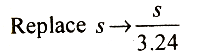 Replace s → s/3.24